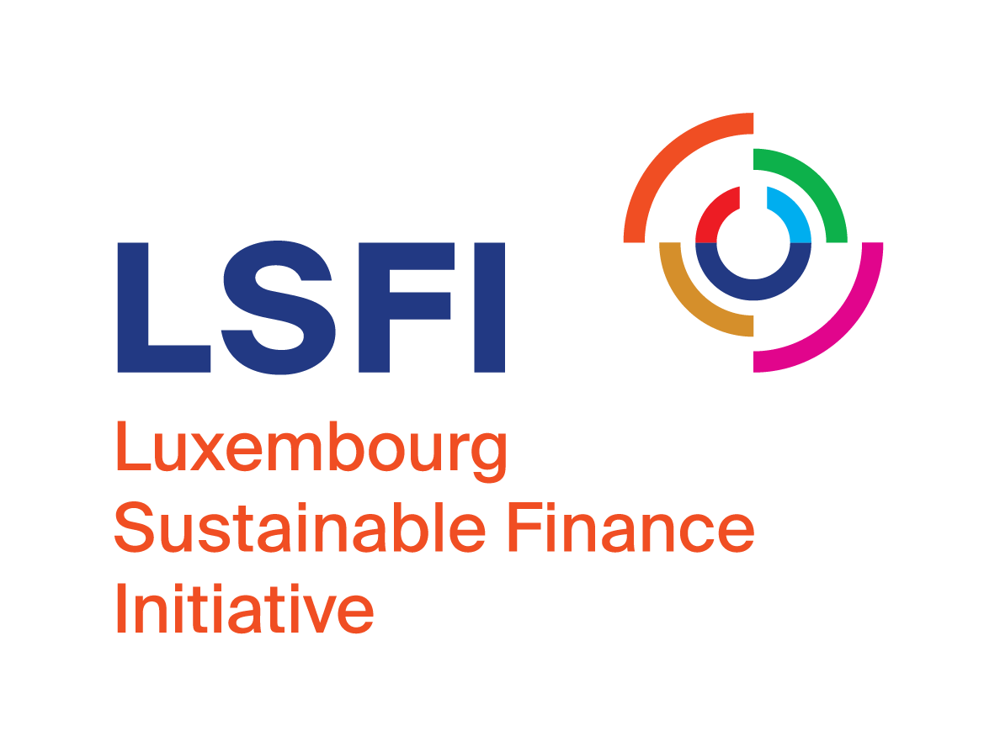 LSFI
Luxembourg
Sustainable Finance
Initiative